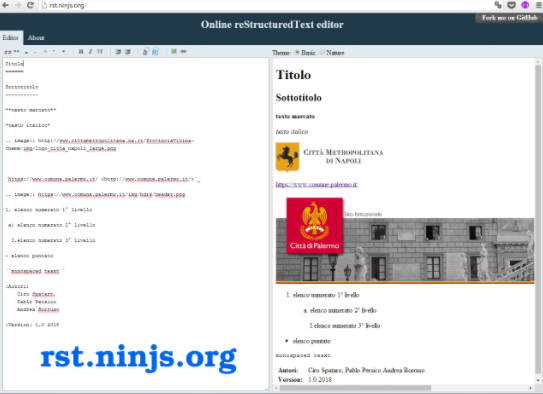 rst.ninjs.org/
Fork me on GitHub
Online reStructuredText editor
Editor About
Theme: Basic Nature
Titolo
======
Sottotitolo
-----------
**testo marcato**
*testo italico*
.. image:: http://www.cittametropolitana.na.it/ProvinciaVicina-
theme/img/logo_citta_napoli_large.png
`https://www.comune.palermo.it/ <http://www.comune.palermo.it/>`_
.. image:: https://www.comune.palermo.it/img/hdrs/header.png
1. elenco numerato 1° livello
a) elenco numerato 2° livello
I.elenco numerato 3° livello
- elenco puntato
``monospaced teaxt``
:Autori:
Ciro Spataro,
Pablo Persico
Andrea Borruso
:Version: 1.0 2018
rst.ninjs.org
Titolo
Sottotitolo
testo marcato
testo italico
CITTÀ METROPOLITANA
DI NAPOLI
https://www.comune.palermo.it/
Sito Istituzionale
Città di Palermo
1. elenco numerato 1° livello
a. elenco numerato 2° livello
I.elenco numerato 3° livello
• elenco puntato
monospaced teaxt
Autori: Ciro Spataro, Pablo Persico Andrea Borruso
Version: 1.0 2018